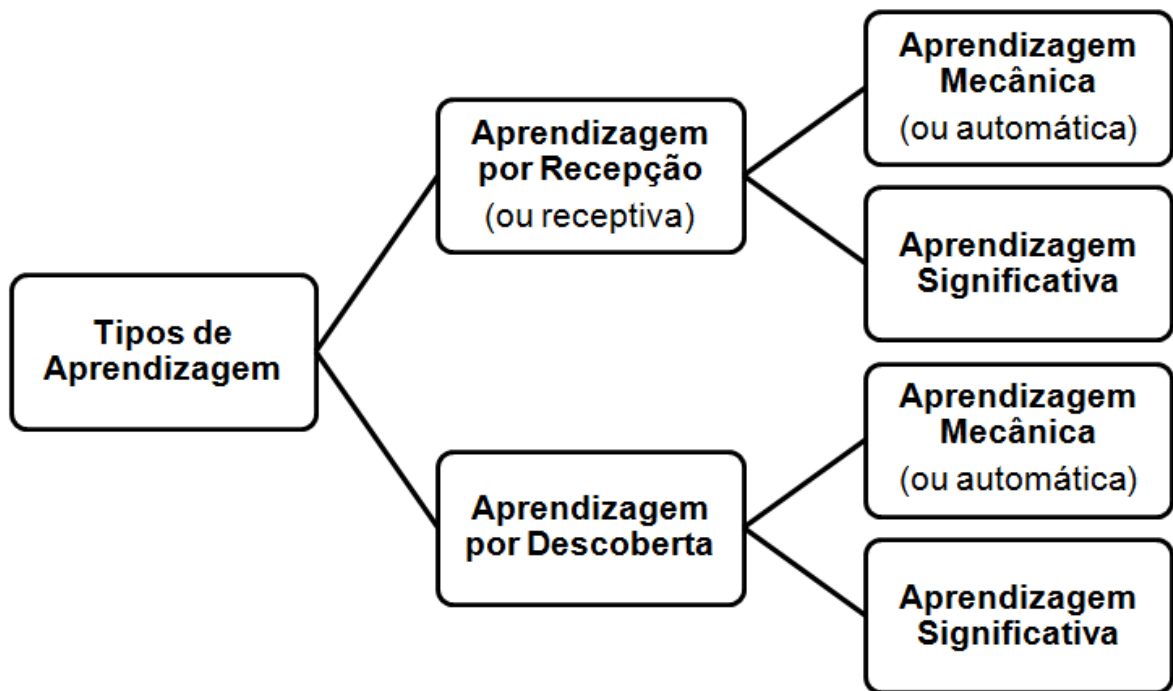 Tipos de
Aprendizagem
Aprendizagem
por Recepção
(ou receptiva)
Aprendizagem
Mecânica
(ou automática)
Aprendizagem
Significativa
Aprendizagem
por Descoberta
Aprendizagem
Mecânica
(ou automática)
Aprendizagem
Significativa